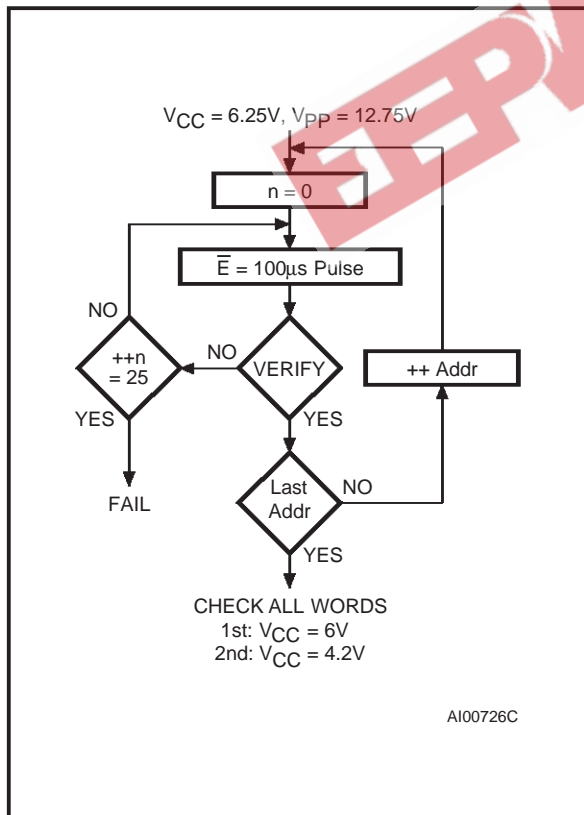 EEPW
VCC = 6.25V, VPP = 12.75V
n = 0
E = 100µs Pulse
NO
++n
= 25
NO
VERIFY
++ Addr
YES
YES
FAIL
Last
Addr
NO
YES
CHECK ALL WORDS
1st: VCC = 6V
2nd: VCC = 4.2V
AI00726C